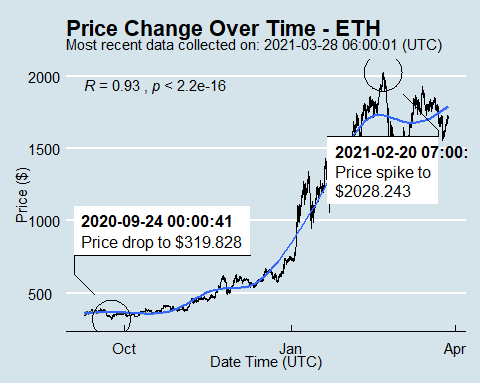 Price Change Over Time - ETH
Most recent data collected on: 2021-03-28 06:00:01 (UTC)
R = 0.93 , p < 2.2e-16
2000
1500
1000
500
Price ($)
2021-02-20 07:00:
Price spike to
$2028.243
2020-09-24 00:00:41
Price drop to $319.828
Oct
Jan
Apr
Date Time (UTC)